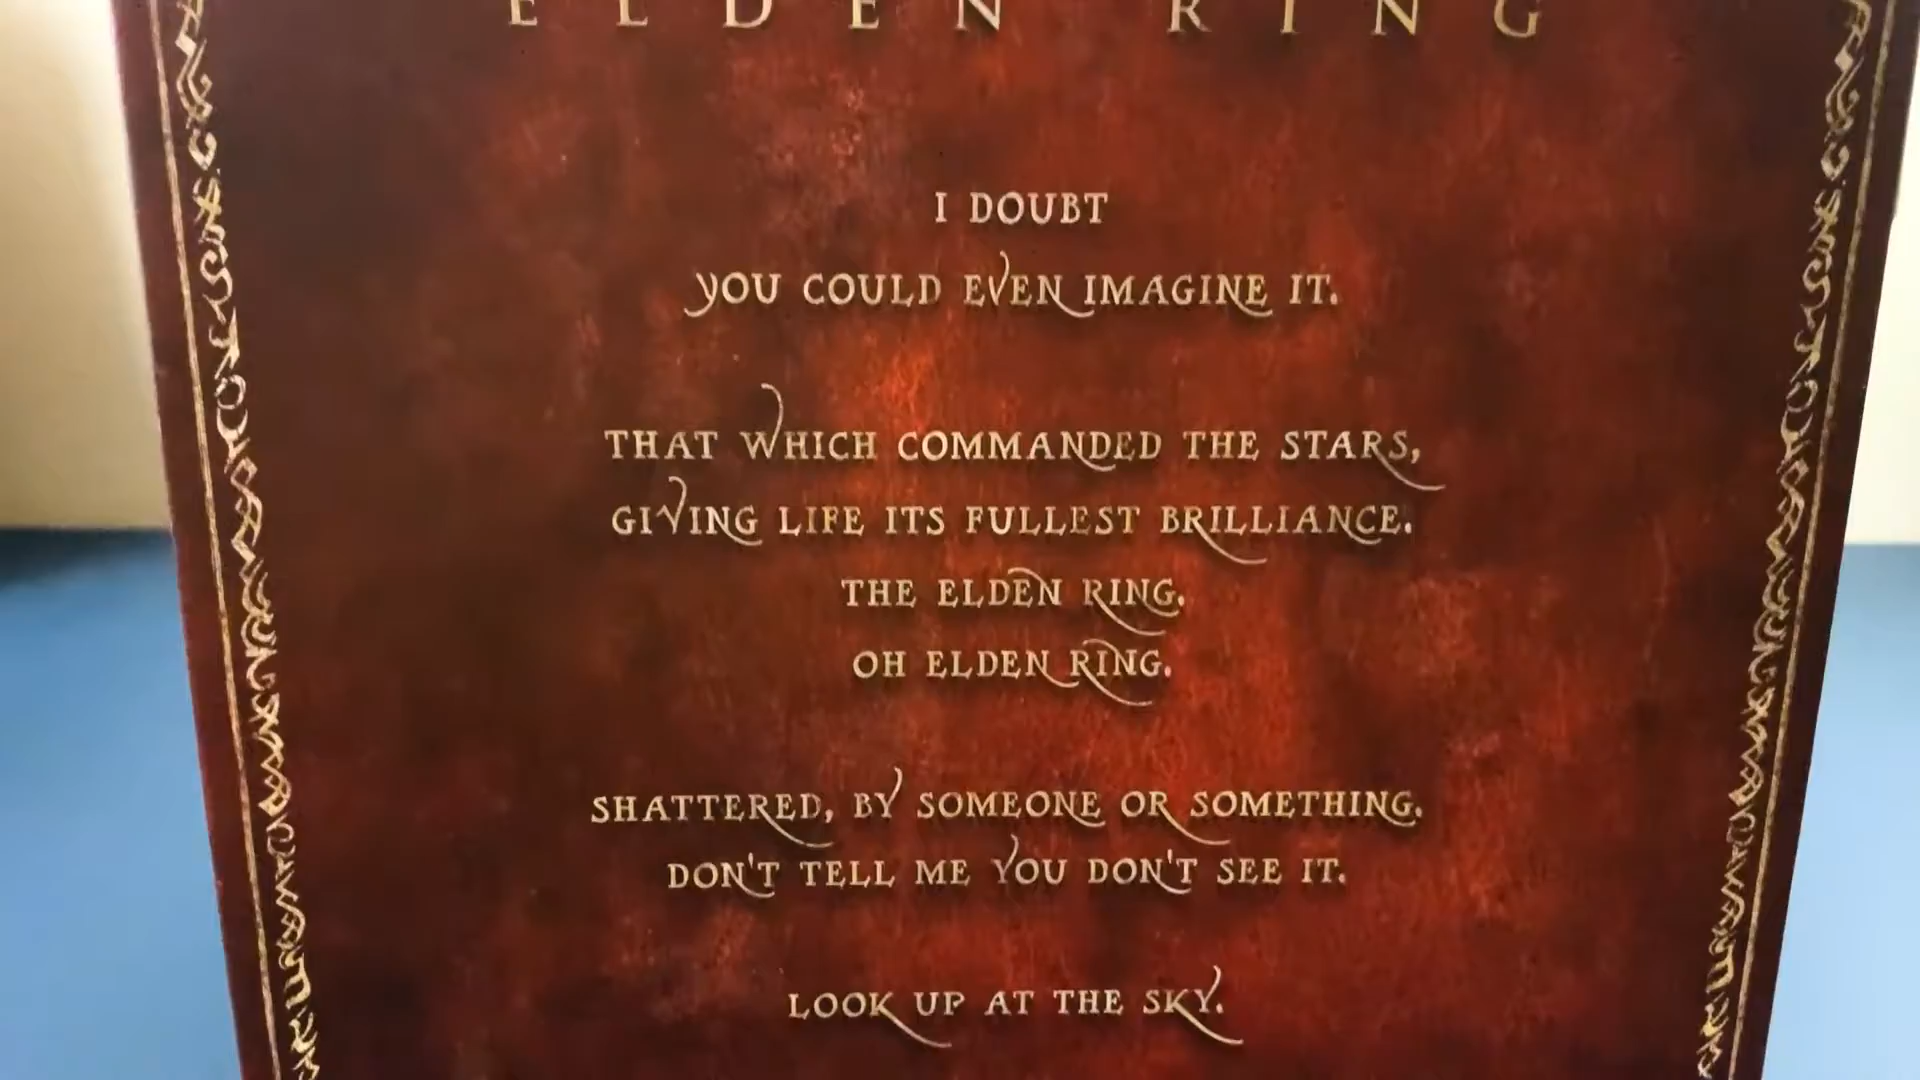 ELDEN RING
I DOUBT
YOU COULD EVEN IMAGINE IT.
THAT WHICH COMMANDED THE STARS,
GIVING LIFE ITS FULLEST BRILLIANCE.
THE ELDEN RING.
OH ELDEN RING.
SHATTERED, BY SOMEONE OR SOMETHING.
DON'T TELL ME YOU DON'T SEE IT.
LOOK UP AT THE SKY.